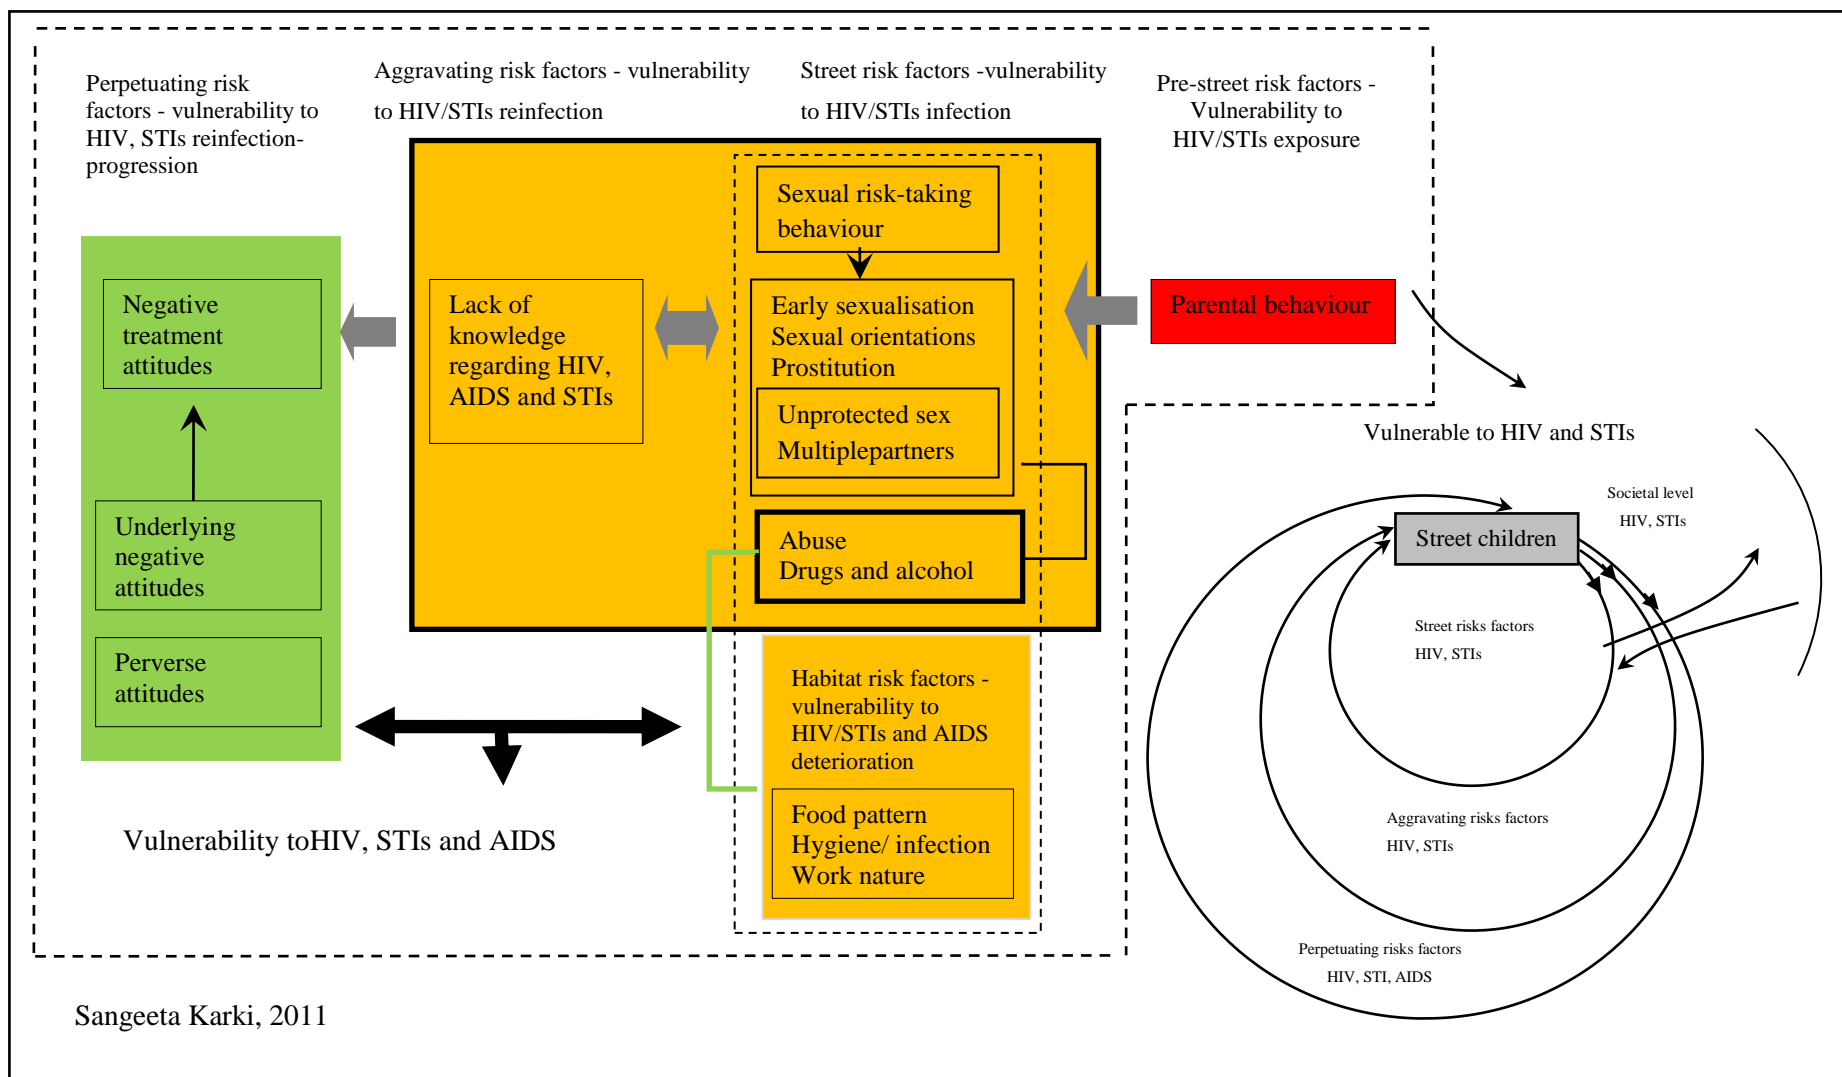 Perpetuating risk
factors - vulnerability to
HIV, STIs reinfection-
progression
Aggravating risk factors - vulnerability
to HIV/STIs reinfection
Street risk factors -vulnerability
to HIV/STIs infection
Pre-street risk factors -
Vulnerability to
HIV/STIs exposure
Negative
treatment
attitudes
Underlying
negative
attitudes
Perverse
attitudes
Lack of
knowledge
regarding HIV,
AIDS and STIs
Sexual risk-taking
behaviour
Early sexualisation
Sexual orientations
Prostitution
Unprotected sex
Multiplepartners
Abuse
Drugs and alcohol
Habitat risk factors -
vulnerability to
HIV/STIs and AIDS
deterioration
Food pattern
Hygiene/ infection
Work nature
Parental behaviour
Vulnerability toHIV, STIs and AIDS
Vulnerable to HIV and STIs
Societal level
HIV, STIs
Street children
Street risks factors
HIV, STIs
Aggravating risks factors
HIV, STIs
Perpetuating risks factors
HIV, STI, AIDS
Sangeeta Karki, 2011